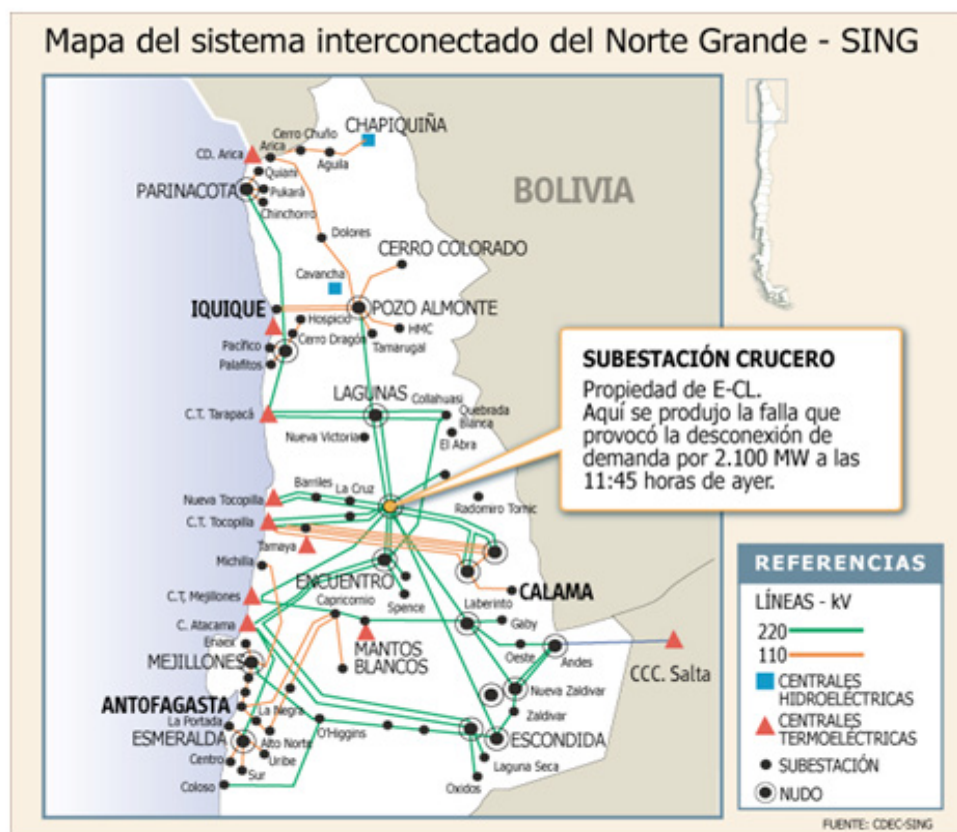 Mapa del sistema interconectado del Norte Grande - SING
CHAPIQUIÑA
Cerro Chuño
Arica
CD. Arica
Aguila
Quiani
PARINACOTA
Pukará
Chinchorro
BOLIVIA
Dolores
CERRO COLORADO
Cavancha
IQUIQUE
POZO ALMONTE
Hospicio
HMC
Cerro Dragón
Tamarugal
Pacífico
Palafitos
SUBESTACIÓN CRUCERO
Propiedad de E-CL.
Aquí se produjo la falla que
provocó la desconexión de
demanda por 2.100 MW a las
11:45 horas de ayer.
LAGUNAS
Collahuasi
C.T. Tarapacá
Quebrada
Blanca
Nueva Victoria
El Abra
Barriles
La Cruz
Nueva Tocopilla
Radomiro Tomic
C.T. Tocopilla
Tamaya
Michilla
ENCUENTRO
CALAMA
C.T, Mejillones
Capricornio
Spence
Laberinto
Gaby
C. Atacama
Enaex
MANTOS
BLANCOS
MEJILLONES
Oeste
Andes
CCC. Salta
ANTOFAGASTA
Nueva Zaldivar
La Portada
La Negra
Zaldivar
ESMERALDA
Alto Norte
O'Higgins
ESCONDIDA
Centro
Uribe
Sur
Laguna Seca
Coloso
Oxidos
REFERENCIAS
LÍNEAS - kV
220
110
CENTRALES
HIDROELÉCTRICAS
CENTRALES
TERMOELÉCTRICAS
SUBESTACIÓN
NUDO
FUENTE: CDEC-SING